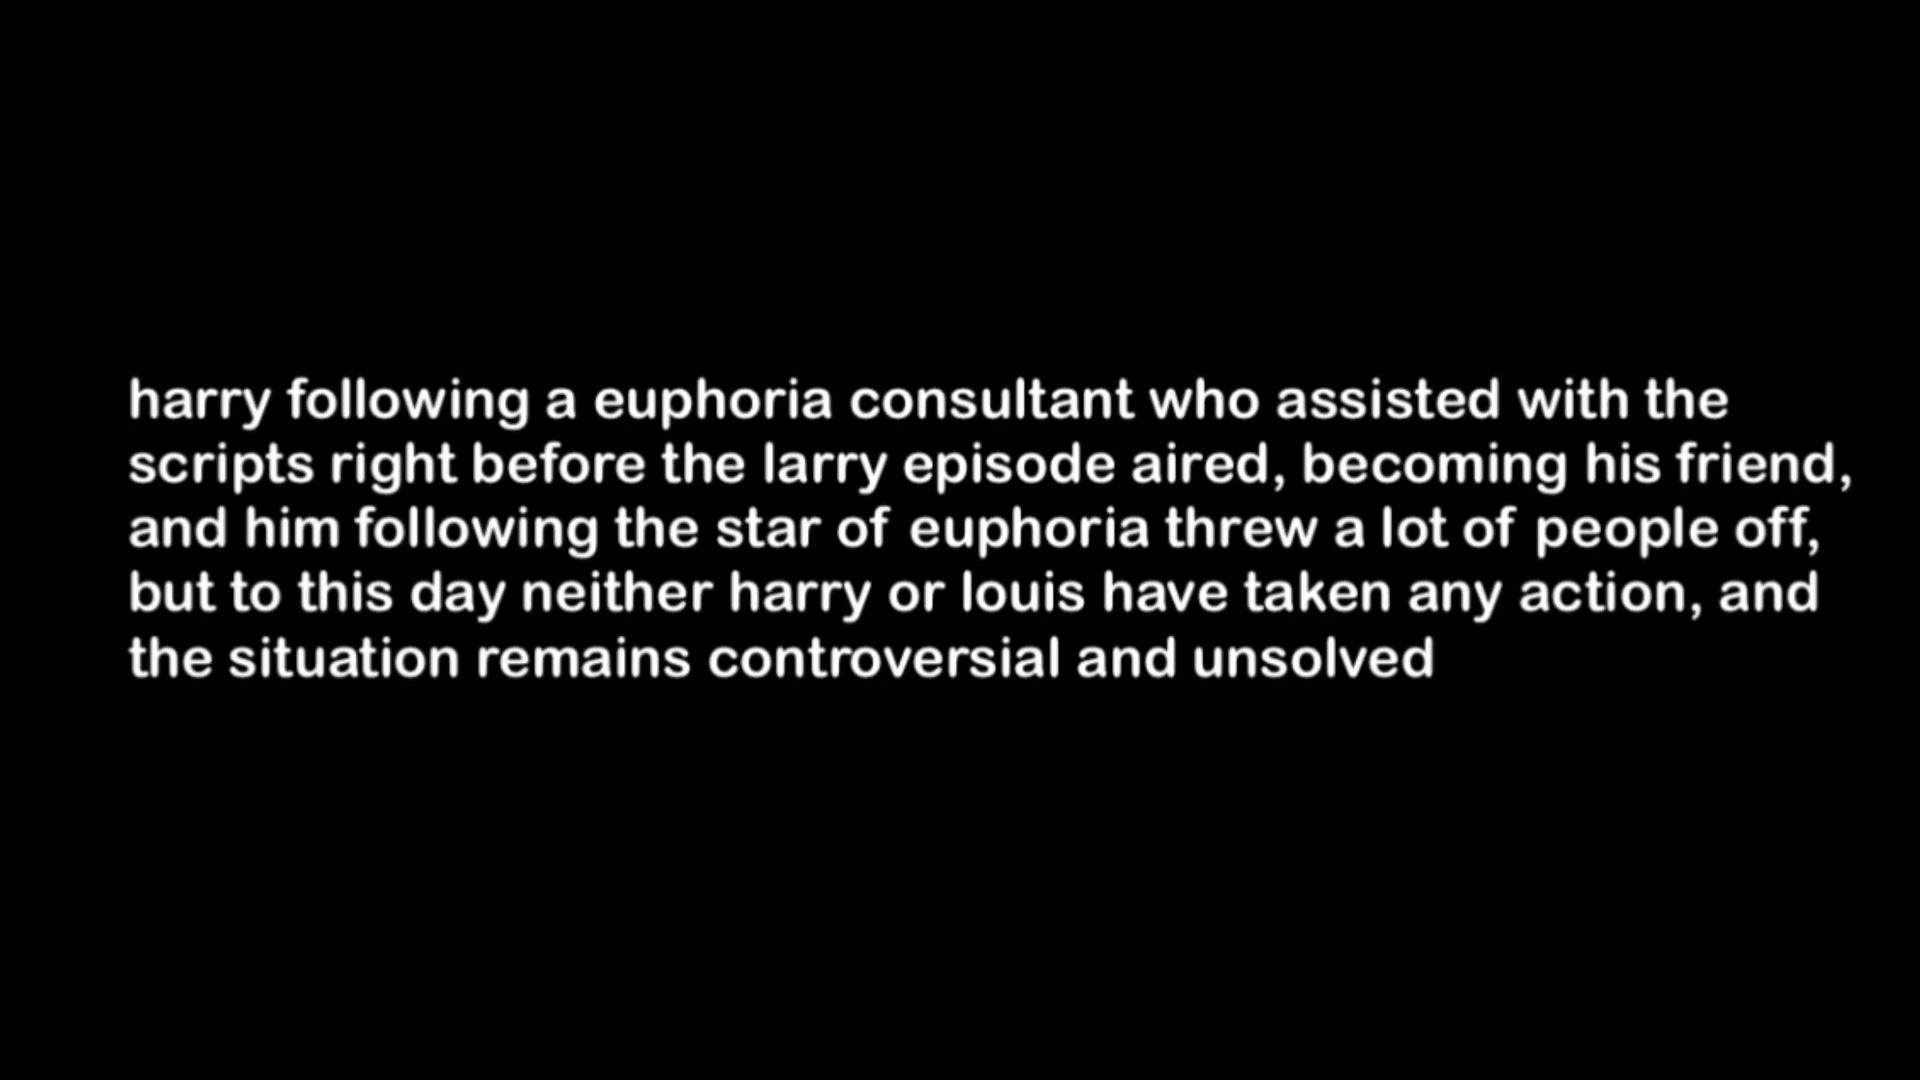 harry following a euphoria consultant who assisted with the
scripts right before the larry episode aired, becoming his friend,
and him following the star of euphoria threw a lot of people off,
but to this day neither harry or louis have taken any action, and
the situation remains controversial and unsolved